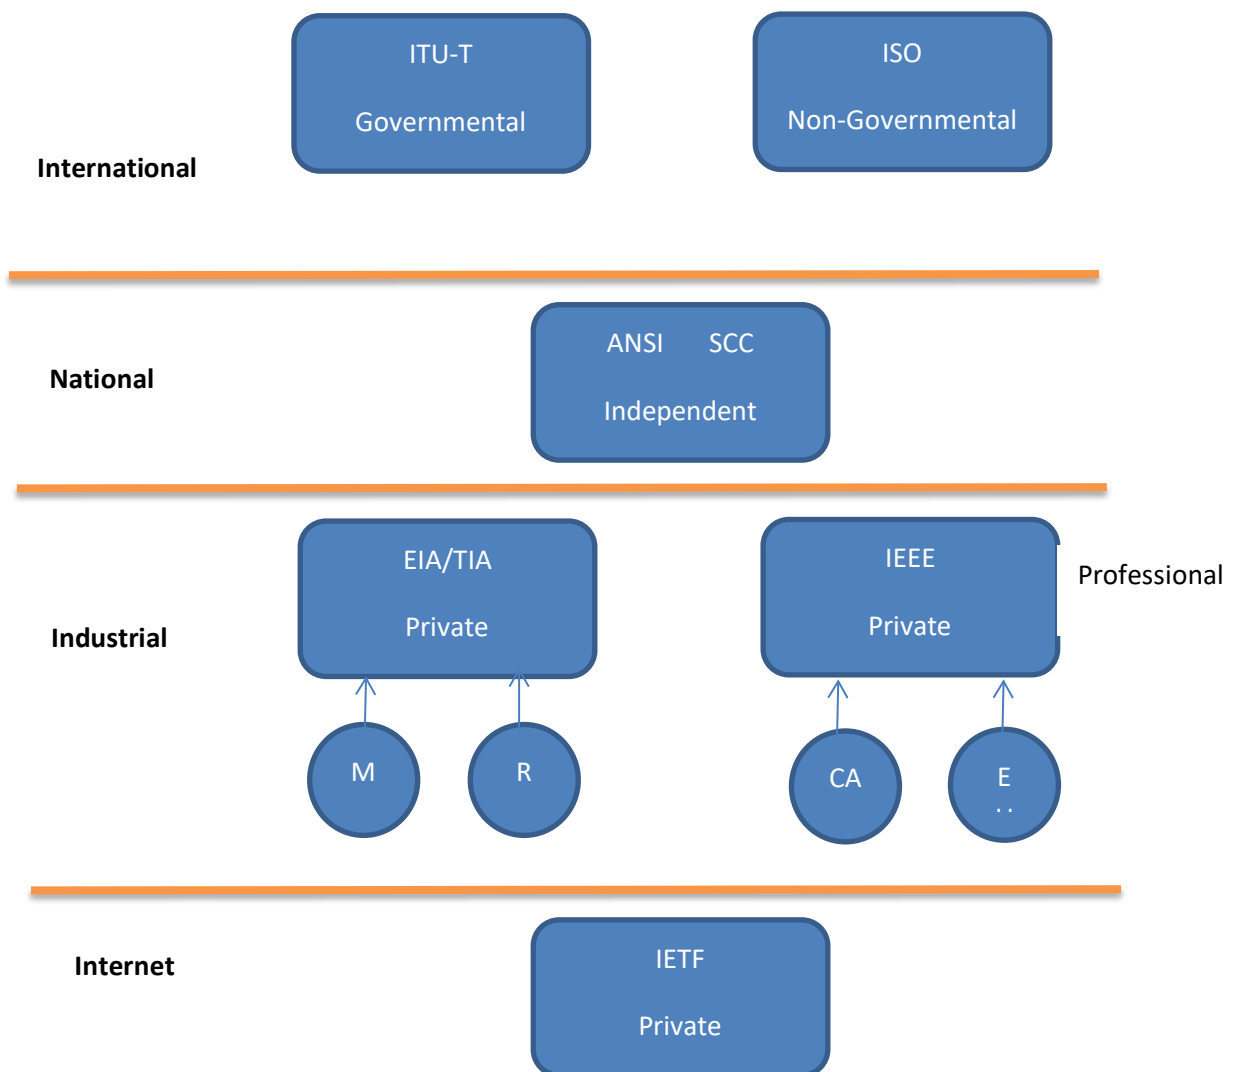 ITU-T
Governmental
ISO
Non-Governmental
International
ANSI SCC
Independent
National
EIA/TIA
Private
IEEE
Private
Professional
Industrial
M
R
CA
E
..
Internet
IETF
Private